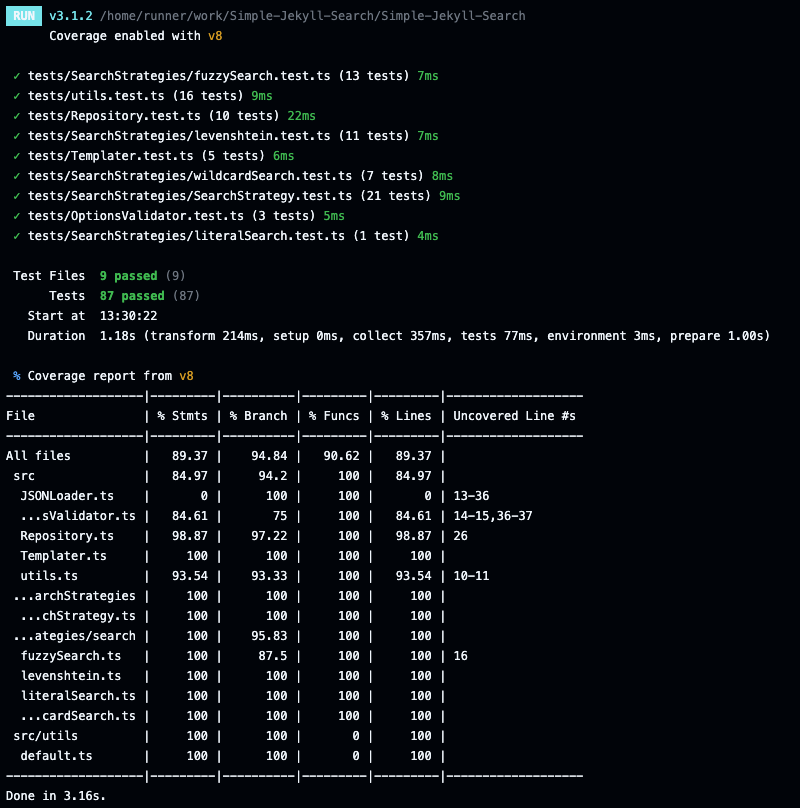 RUN v3.1.2 /home/runner/work/Simple-Jekyll-Search/Simple-Jekyll-Search
Coverage enabled with v8
✓ tests/SearchStrategies/fuzzySearch.test.ts (13 tests) 7ms
✓ tests/utils.test.ts (16 tests) 9ms
✓ tests/Repository.test.ts (10 tests) 22ms
✓ tests/SearchStrategies/levenshtein.test.ts (11 tests) 7ms
✓ tests/Templater.test.ts (5 tests) 6ms
✓ tests/SearchStrategies/wildcardSearch.test.ts (7 tests) 8ms
✓ tests/SearchStrategies/SearchStrategy.test.ts (21 tests) 9ms
✓ tests/OptionsValidator.test.ts (3 tests) 5ms
✓ tests/SearchStrategies/literalSearch.test.ts (1 test) 4ms
Test Files 9 passed (9)
Tests 87 passed (87)
Start at 13:30:22
Duration 1.18s (transform 214ms, setup 0ms, collect 357ms, tests 77ms, environment 3ms, prepare 1.00s)
% Coverage report from v8
-------------------|---------|----------|---------|---------|-------------------
File | % Stmts | % Branch | % Funcs | % Lines | Uncovered Line #s
-------------------|---------|----------|---------|---------|-------------------
All files | 89.37 | 94.84 | 90.62 | 89.37 |
src | 84.97 | 94.2 | 100 | 84.97 |
JSONLoader.ts | 0 | 100 | 100 | 0 | 13-36
...sValidator.ts | 84.61 | 75 | 100 | 84.61 | 14-15,36-37
Repository.ts | 98.87 | 97.22 | 100 | 98.87 | 26
Templater.ts | 100 | 100 | 100 | 100 |
utils.ts | 93.54 | 93.33 | 100 | 93.54 | 10-11
...archStrategies | 100 | 100 | 100 | 100 |
...chStrategy.ts | 100 | 100 | 100 | 100 |
...ategies/search | 100 | 95.83 | 100 | 100 |
fuzzySearch.ts | 100 | 87.5 | 100 | 100 | 16
levenshtein.ts | 100 | 100 | 100 | 100 |
literalSearch.ts | 100 | 100 | 100 | 100 |
...cardSearch.ts | 100 | 100 | 100 | 100 |
src/utils | 100 | 100 | 0 | 100 |
default.ts | 100 | 100 | 0 | 100 |
-------------------|---------|----------|---------|---------|-------------------
Done in 3.16s.